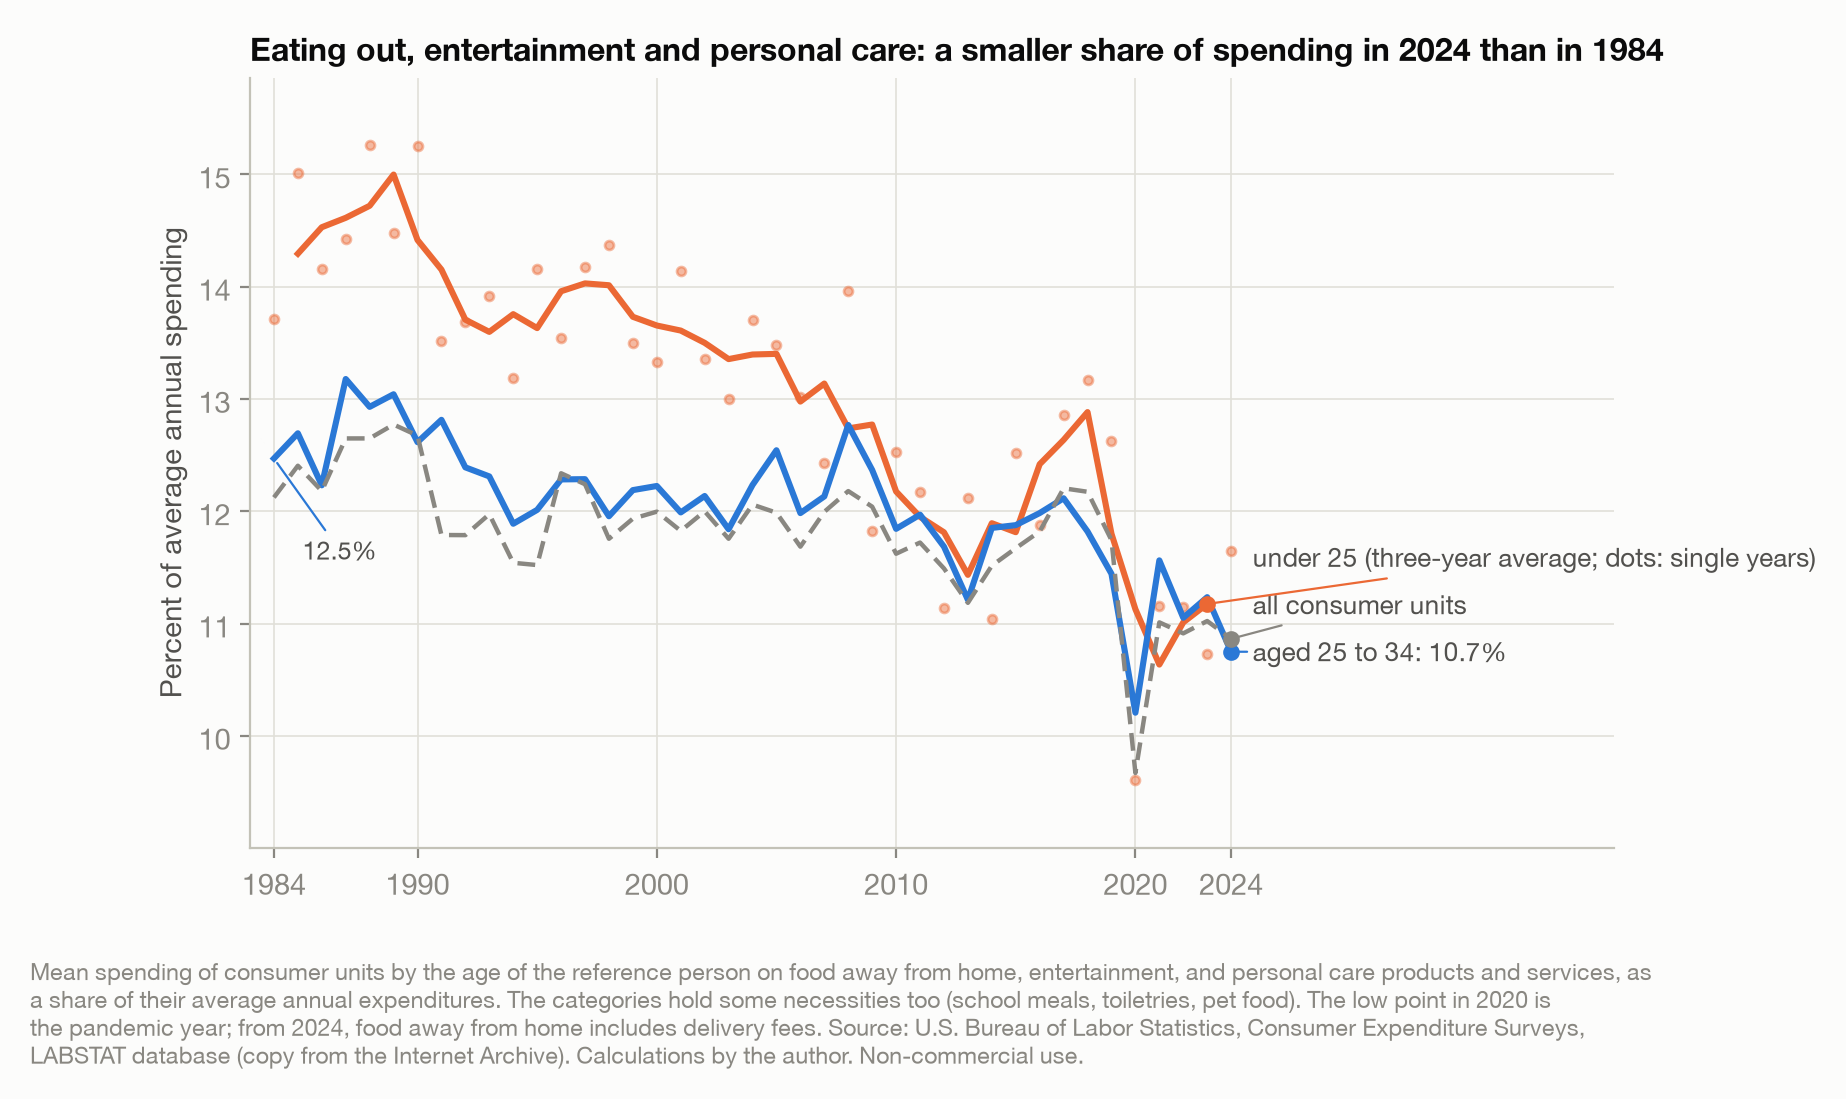 Eating out, entertainment and personal care: a smaller share of spending in 2024 than in 1984
Percent of average annual spending
15
14
13
12
11
10
12.5%
under 25 (three-year average; dots: single years)
all consumer units
aged 25 to 34: 10.7%
1984 1990 2000 2010 2020 2024
Mean spending of consumer units by the age of the reference person on food away from home, entertainment, and personal care products and services, as
a share of their average annual expenditures. The categories hold some necessities too (school meals, toiletries, pet food). The low point in 2020 is
the pandemic year; from 2024, food away from home includes delivery fees. Source: U.S. Bureau of Labor Statistics, Consumer Expenditure Surveys,
LABSTAT database (copy from the Internet Archive). Calculations by the author. Non-commercial use.